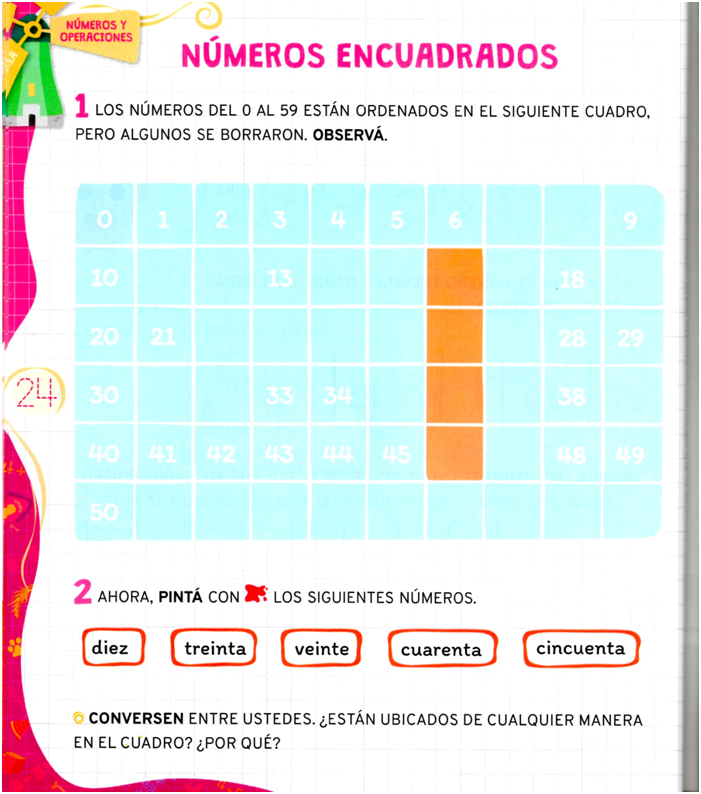 NÚMEROS Y
OPERACIONES
NÚMEROS ENCUADRADOS
1 LOS NÚMEROS DEL 0 AL 59 ESTÁN ORDENADOS EN EL SIGUIENTE CUADRO,
PERO ALGUNOS SE BORRARON. OBSERVÁ.
0 1 2 3 4 5 6 9
10 13 18
20 21 28 29
24
30 33 34 38
40 41 42 43 44 45 48 49
50
2 AHORA, PINTÁ CON LOS SIGUIENTES NÚMEROS.
diez treinta veinte cuarenta cincuenta
CONVERSEN ENTRE USTEDES. ¿ESTÁN UBICADOS DE CUALQUIER MANERA
EN EL CUADRO? ¿POR QUÉ?